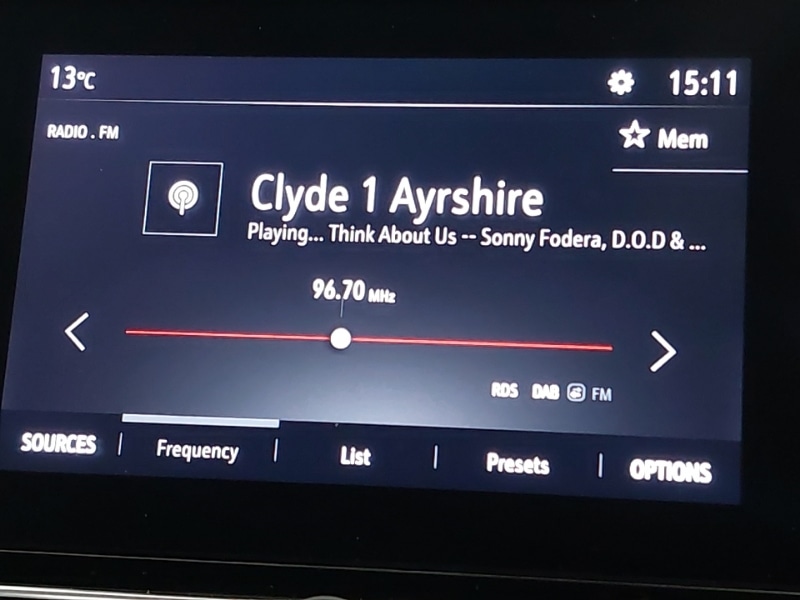 13°C 15:11
RADIO . FM
Mem
Clyde 1 Ayrshire
Playing... Think About Us -- Sonny Fodera, D.O.D & ...
96.70 MHz
RDS DAB FM
SOURCES Frequency List Presets OPTIONS